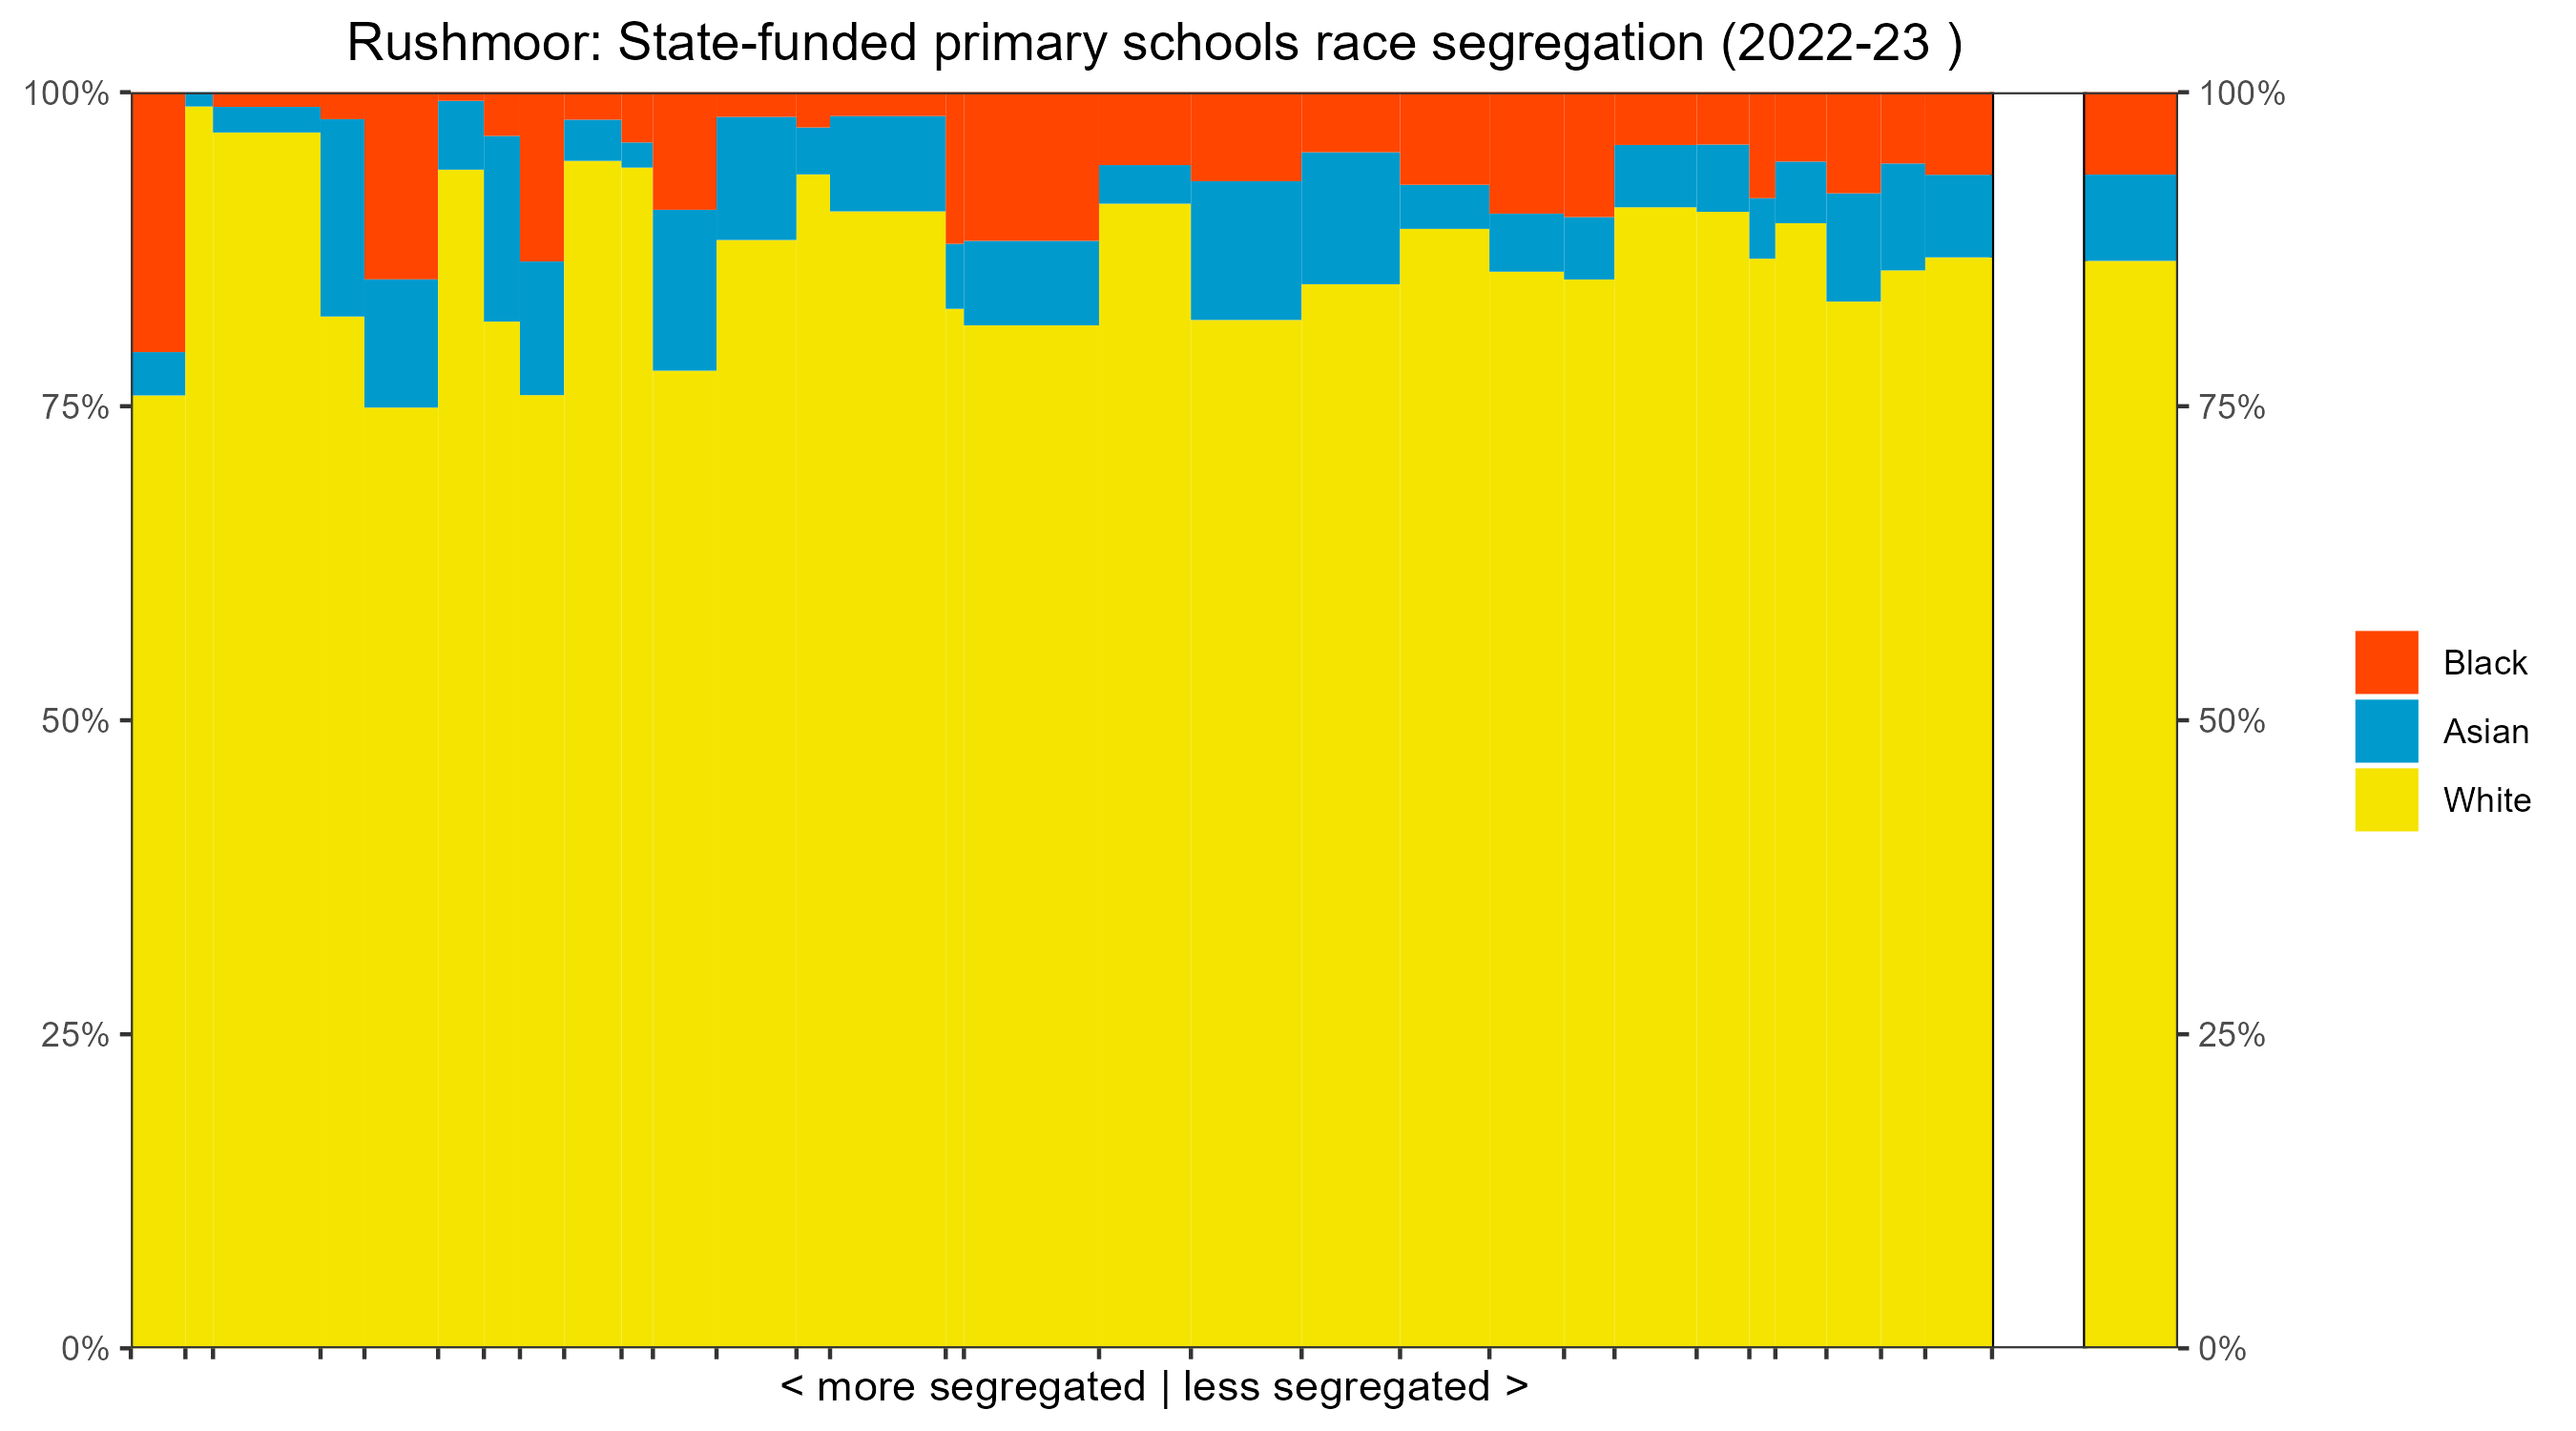 Rushmoor: State-funded primary schools race segregation (2022-23 )
100%
75%
50%
25%
0%
100%
75%
50%
25%
0%
Black
Asian
White
< more segregated | less segregated >